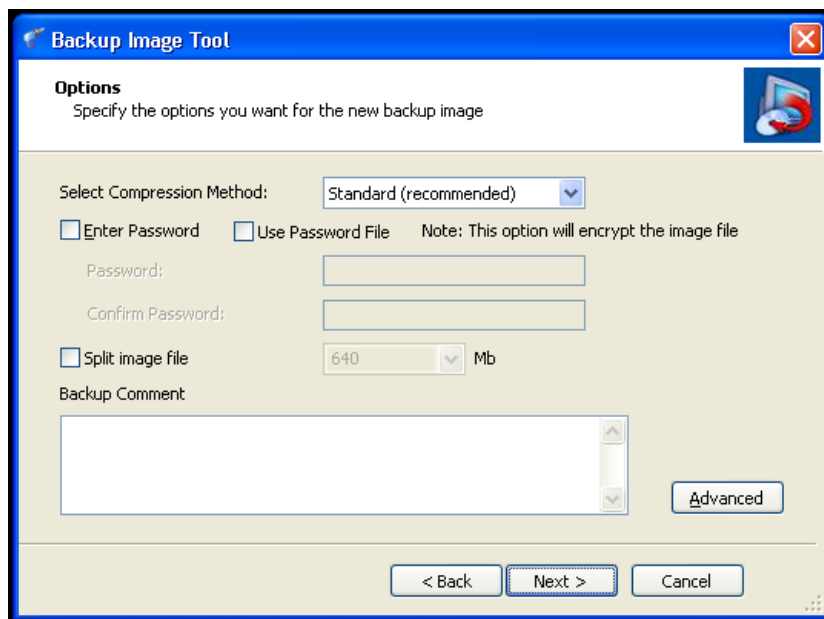 Backup Image Tool
Options
Specify the options you want for the new backup image
Select Compression Method: Standard (recommended)
Enter Password Use Password File Note: This option will encrypt the image file
Password:
Confirm Password:
Split image file 640 Mb
Backup Comment
Advanced
< Back Next > Cancel